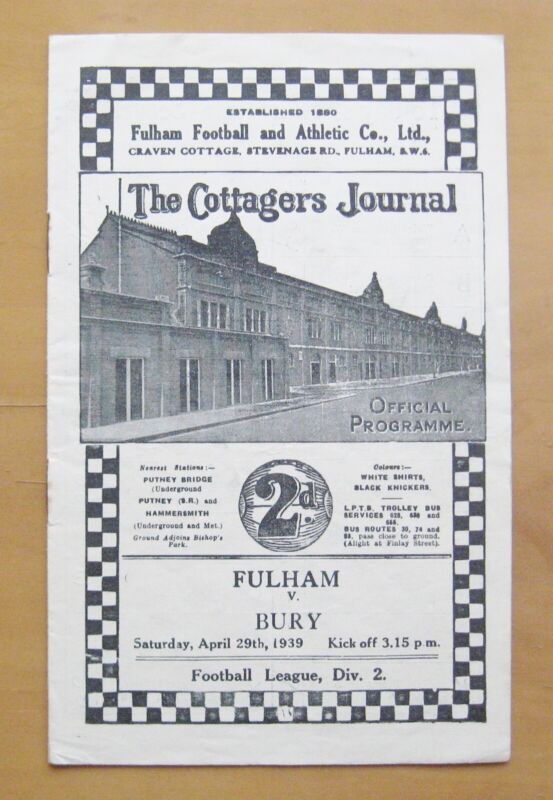 ESTABLISHED 1880
Fulham Football and Athletic Co., Ltd.,
CRAVEN COTTAGE, STEVENAGE RD., FULHAM, S.W.6.
The Cottagers Journal
OFFICIAL
PROGRAMME.
Nearest Stations:—
PUTNEY BRIDGE
(Underground
PUTNEY (S.R.) and
HAMMERSMITH
(Underground and Met.)
Ground Adjoins Bishop's
Park.
2d.
Colours:—
WHITE SHIRTS,
BLACK KNICKERS.
L.P.T.B. TROLLEY BUS
SERVICES 628, and
BUS ROUTES 30, 74 and
pass close to ground.
(Alight at Finlay Street).
FULHAM
v.
BURY
Saturday, April 29th, 1939 Kick off 3.15 p.m.
Football League, Div. 2.